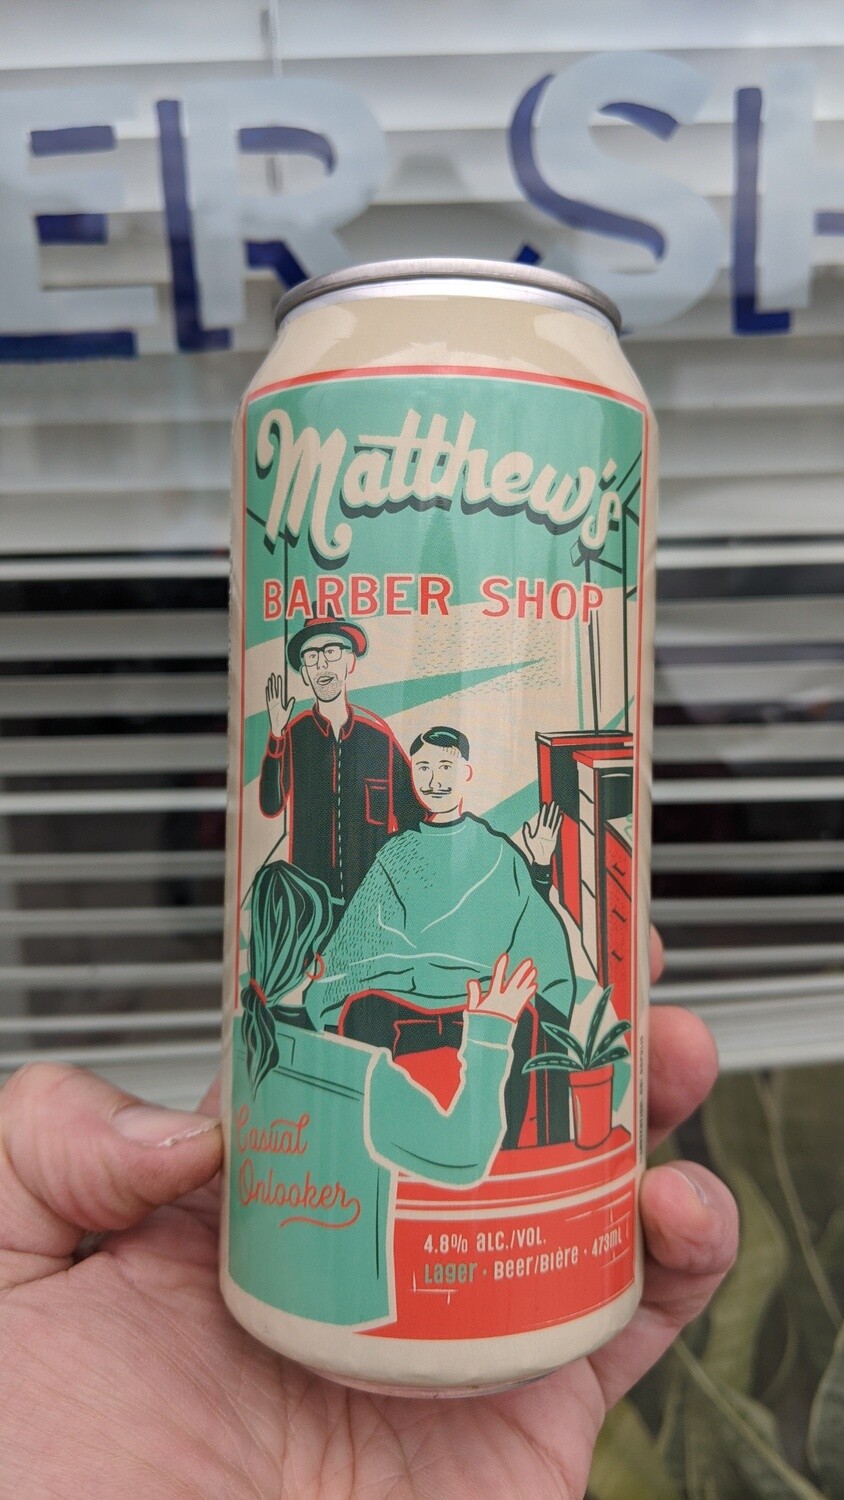 ER SH
Matthew's
BARBER SHOP
Casual
Onlooker
4.8% alc./vol.
Lager · Beer/Bière · 473ml